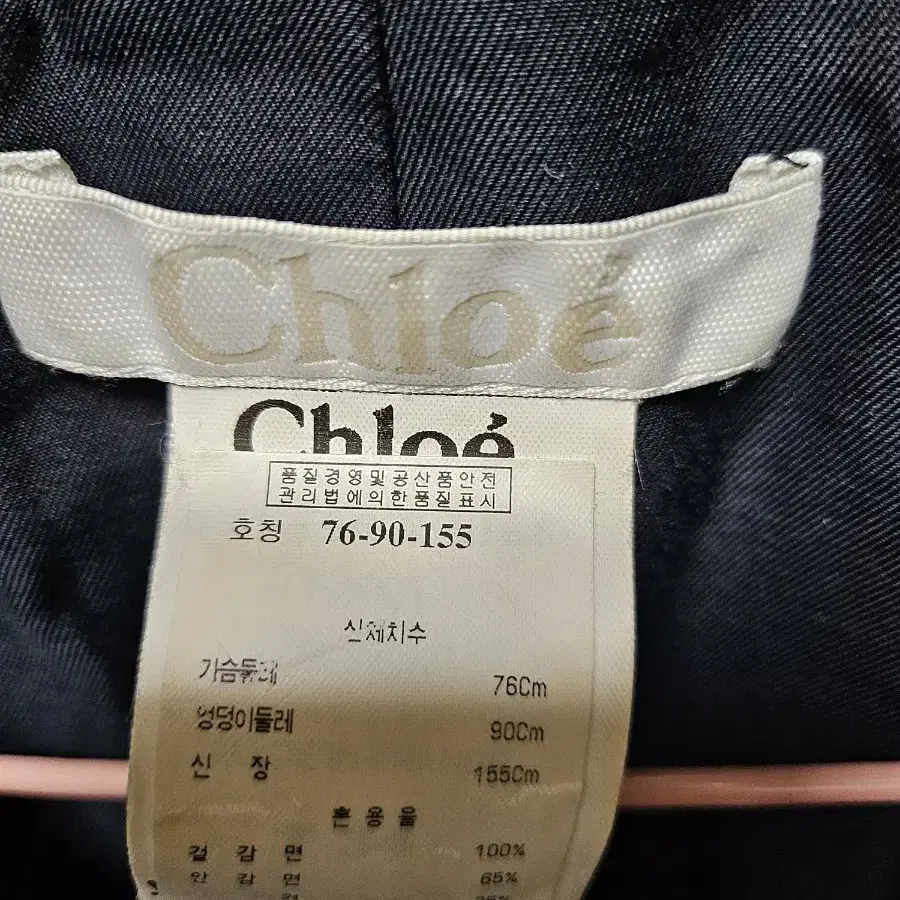 Chloé
Chloé
품질경영및공산품안전
관리법에의한품질표시
호칭 76-90-155
신체치수
가슴둘레 76Cm
엉덩이둘레 90Cm
신 장 155Cm
혼 용 율
겉 감 면 100%
안 감 면 65%